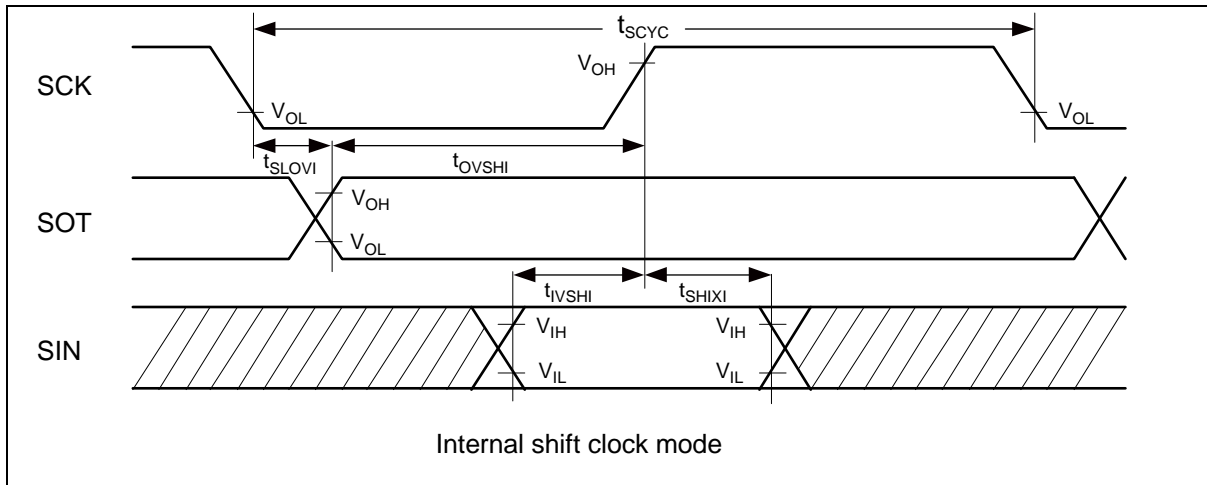 tSCYC
SCK
VOH
VOL
VOL
tSLOVI
tOVSHI
SOT
VOH
VOL
tIVSHI
tSHIXI
SIN
VIH
VIH
VIL
VIL
Internal shift clock mode